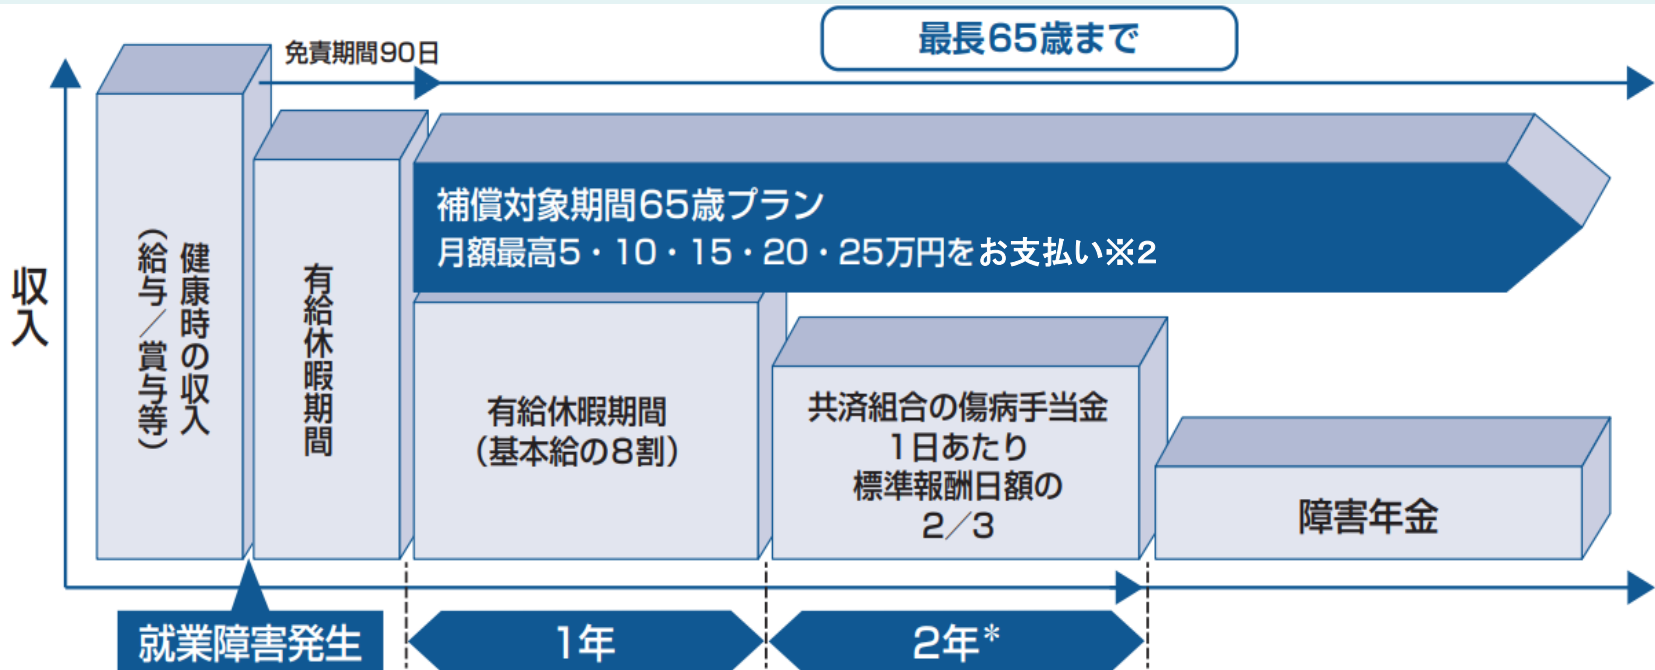 免責期間90日
最長65歳まで
収入
健康時の収入
(給与／賞与等)
有給休暇期間
補償対象期間65歳プラン
月額最高5・10・15・20・25万円をお支払い※2
有給休暇期間
(基本給の8割)
共済組合の傷病手当金
1日あたり
標準報酬日額の
2／3
障害年金
就業障害発生
1年
2年*